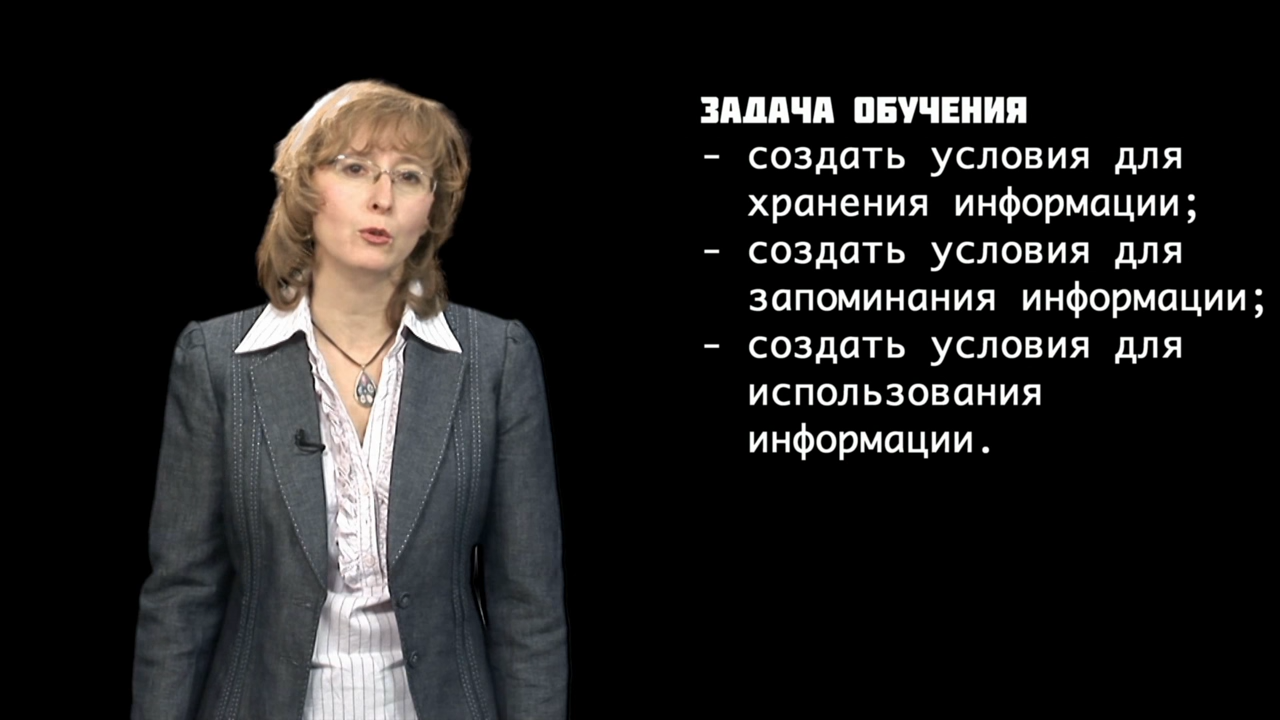 ЗАДАЧА ОБУЧЕНИЯ
- создать условия для
хранения информации;
- создать условия для
запоминания информации;
- создать условия для
использования
информации.